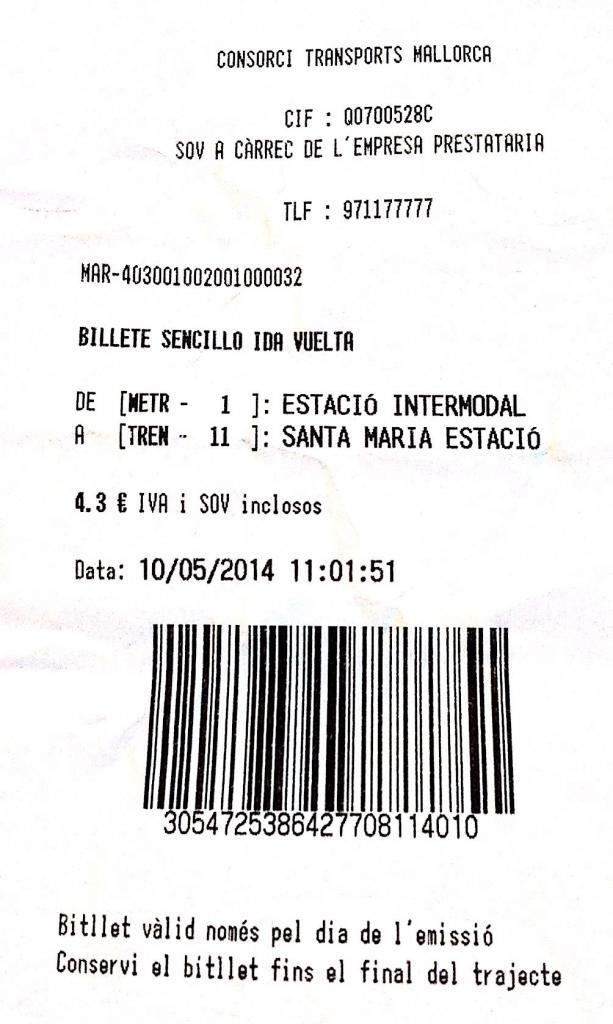 CONSORCI TRANSPORTS MALLORCA
CIF : Q0700528C
SOV A CÀRREC DE L'EMPRESA PRESTATARIA
TLF : 971177777
MAR-403001002001000032
BILLETE SENCILLO IDA VUELTA
DE [METR - 1 ]: ESTACIÓ INTERMODAL
A [TREN - 11 ]: SANTA MARIA ESTACIÓ
4.3 € IVA i SOV inclosos
Data: 10/05/2014 11:01:51
3054725386427708114010
Bitllet vàlid només pel dia de l'emissió
Conservi el bitllet fins el final del trajecte